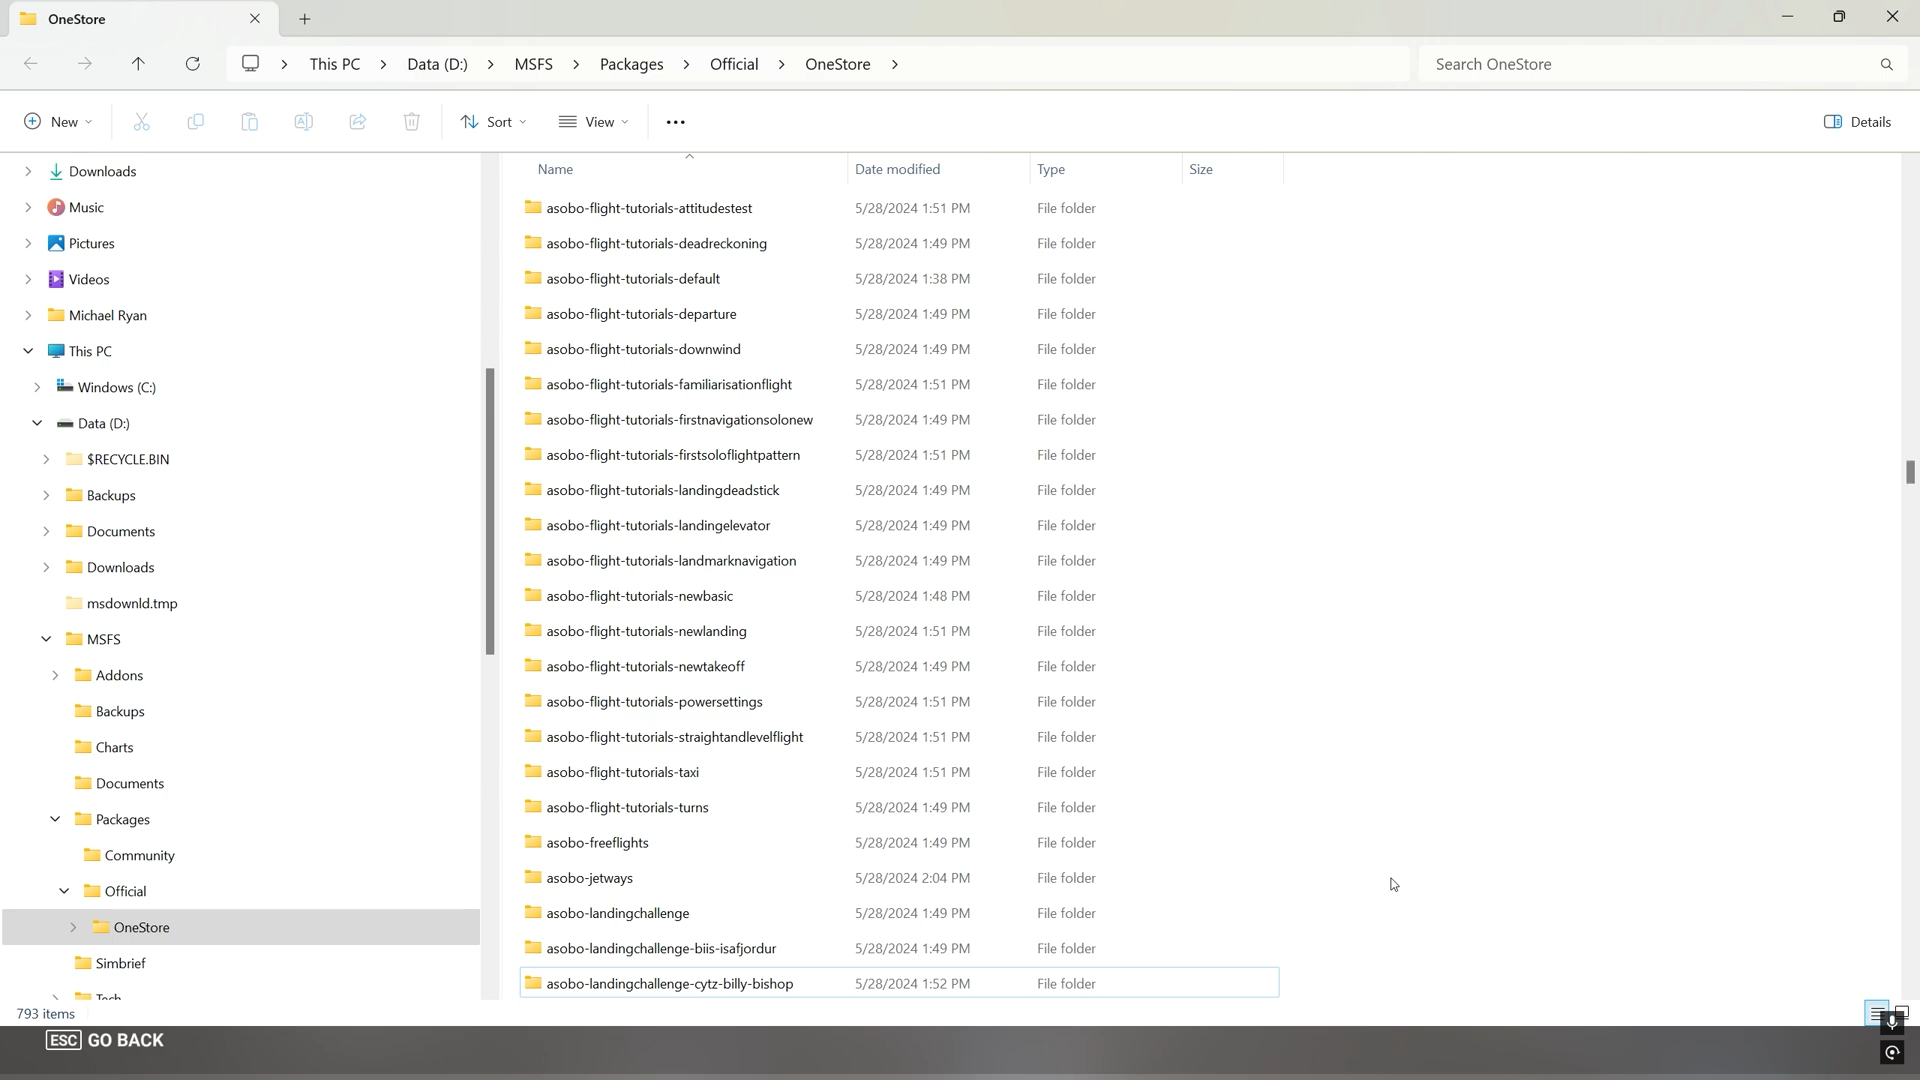 OneStore
This PC > Data (D:) > MSFS > Packages > Official > OneStore >
Search OneStore
New
Sort
View
Details
Downloads
Music
Pictures
Videos
Michael Ryan
This PC
Windows (C:)
Data (D:)
$RECYCLE.BIN
Backups
Documents
Downloads
msdownld.tmp
MSFS
Addons
Backups
Charts
Documents
Packages
Community
Official
OneStore
Simbrief
Tech
Name Date modified Type Size
asobo-flight-tutorials-attitudestest 5/28/2024 1:51 PM File folder
asobo-flight-tutorials-deadreckoning 5/28/2024 1:49 PM File folder
asobo-flight-tutorials-default 5/28/2024 1:38 PM File folder
asobo-flight-tutorials-departure 5/28/2024 1:49 PM File folder
asobo-flight-tutorials-downwind 5/28/2024 1:49 PM File folder
asobo-flight-tutorials-familiarisationflight 5/28/2024 1:51 PM File folder
asobo-flight-tutorials-firstnavigationsolonew 5/28/2024 1:49 PM File folder
asobo-flight-tutorials-firstsoloflightpattern 5/28/2024 1:51 PM File folder
asobo-flight-tutorials-landingdeadstick 5/28/2024 1:49 PM File folder
asobo-flight-tutorials-landingelevator 5/28/2024 1:49 PM File folder
asobo-flight-tutorials-landmarknavigation 5/28/2024 1:49 PM File folder
asobo-flight-tutorials-newbasic 5/28/2024 1:48 PM File folder
asobo-flight-tutorials-newlanding 5/28/2024 1:51 PM File folder
asobo-flight-tutorials-newtakeoff 5/28/2024 1:49 PM File folder
asobo-flight-tutorials-powersettings 5/28/2024 1:51 PM File folder
asobo-flight-tutorials-straightandlevelflight 5/28/2024 1:51 PM File folder
asobo-flight-tutorials-taxi 5/28/2024 1:51 PM File folder
asobo-flight-tutorials-turns 5/28/2024 1:49 PM File folder
asobo-freeflights 5/28/2024 1:49 PM File folder
asobo-jetways 5/28/2024 2:04 PM File folder
asobo-landingchallenge 5/28/2024 1:49 PM File folder
asobo-landingchallenge-biis-isafjordur 5/28/2024 1:49 PM File folder
asobo-landingchallenge-cytz-billy-bishop 5/28/2024 1:52 PM File folder
793 items
ESC GO BACK